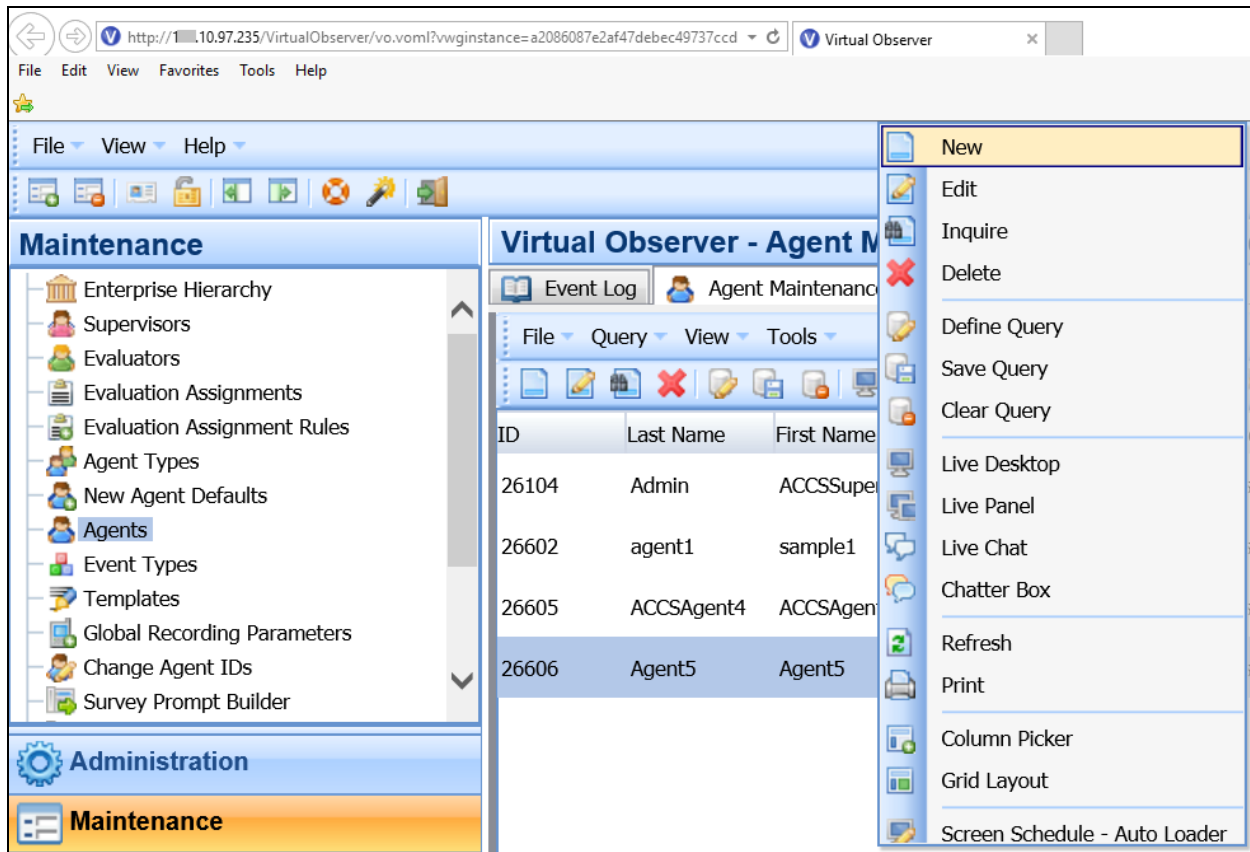 http://1 .10.97.235/VirtualObserver/vo.voml?vwginstance=a2086087e2af47debec49737ccd
Virtual Observer
File Edit View Favorites Tools Help
File View Help
Maintenance
Enterprise Hierarchy
Supervisors
Evaluators
Evaluation Assignments
Evaluation Assignment Rules
Agent Types
New Agent Defaults
Agents
Event Types
Templates
Global Recording Parameters
Change Agent IDs
Survey Prompt Builder
Administration
Maintenance
Virtual Observer - Agent M
Event Log
Agent Maintenance
File Query View Tools
ID Last Name First Name
26104 Admin ACCSSuper
26602 agent1 sample1
26605 ACCSAgent4 ACCSAgen
26606 Agent5 Agent5
New
Edit
Inquire
Delete
Define Query
Save Query
Clear Query
Live Desktop
Live Panel
Live Chat
Chatter Box
Refresh
Print
Column Picker
Grid Layout
Screen Schedule - Auto Loader